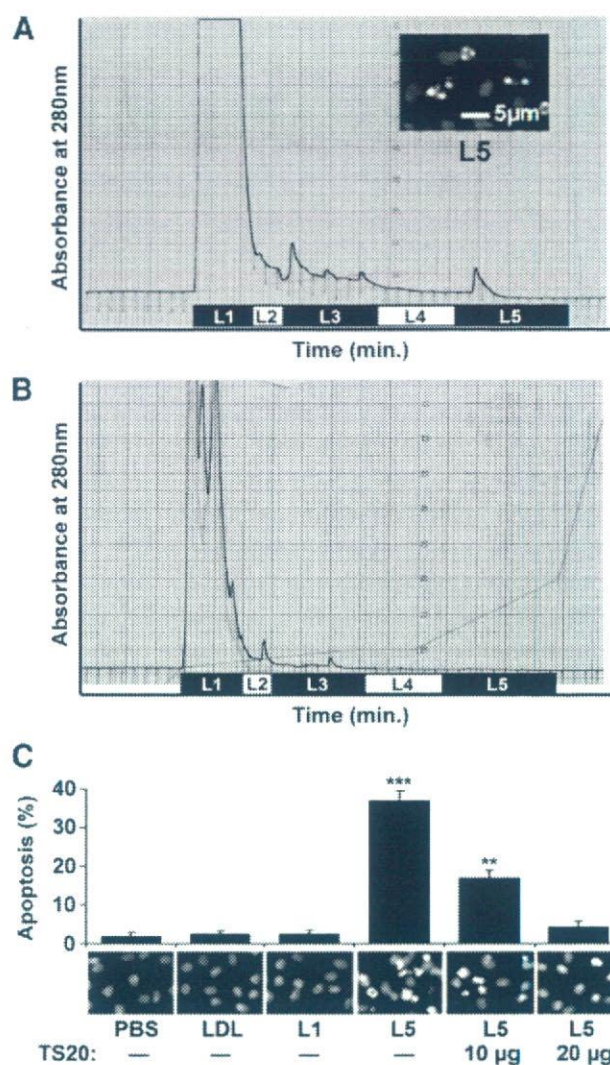 A
Absorbance at 280nm
5µm
L5
L1 L2 L3 L4 L5
Time (min.)
B
Absorbance at 280nm
L1 L2 L3 L4 L5
Time (min.)
C
Apoptosis (%)
40
30
20
10
0
***
**
PBS LDL L1 L5 L5 L5
TS20: — — — — 10 µg 20 µg